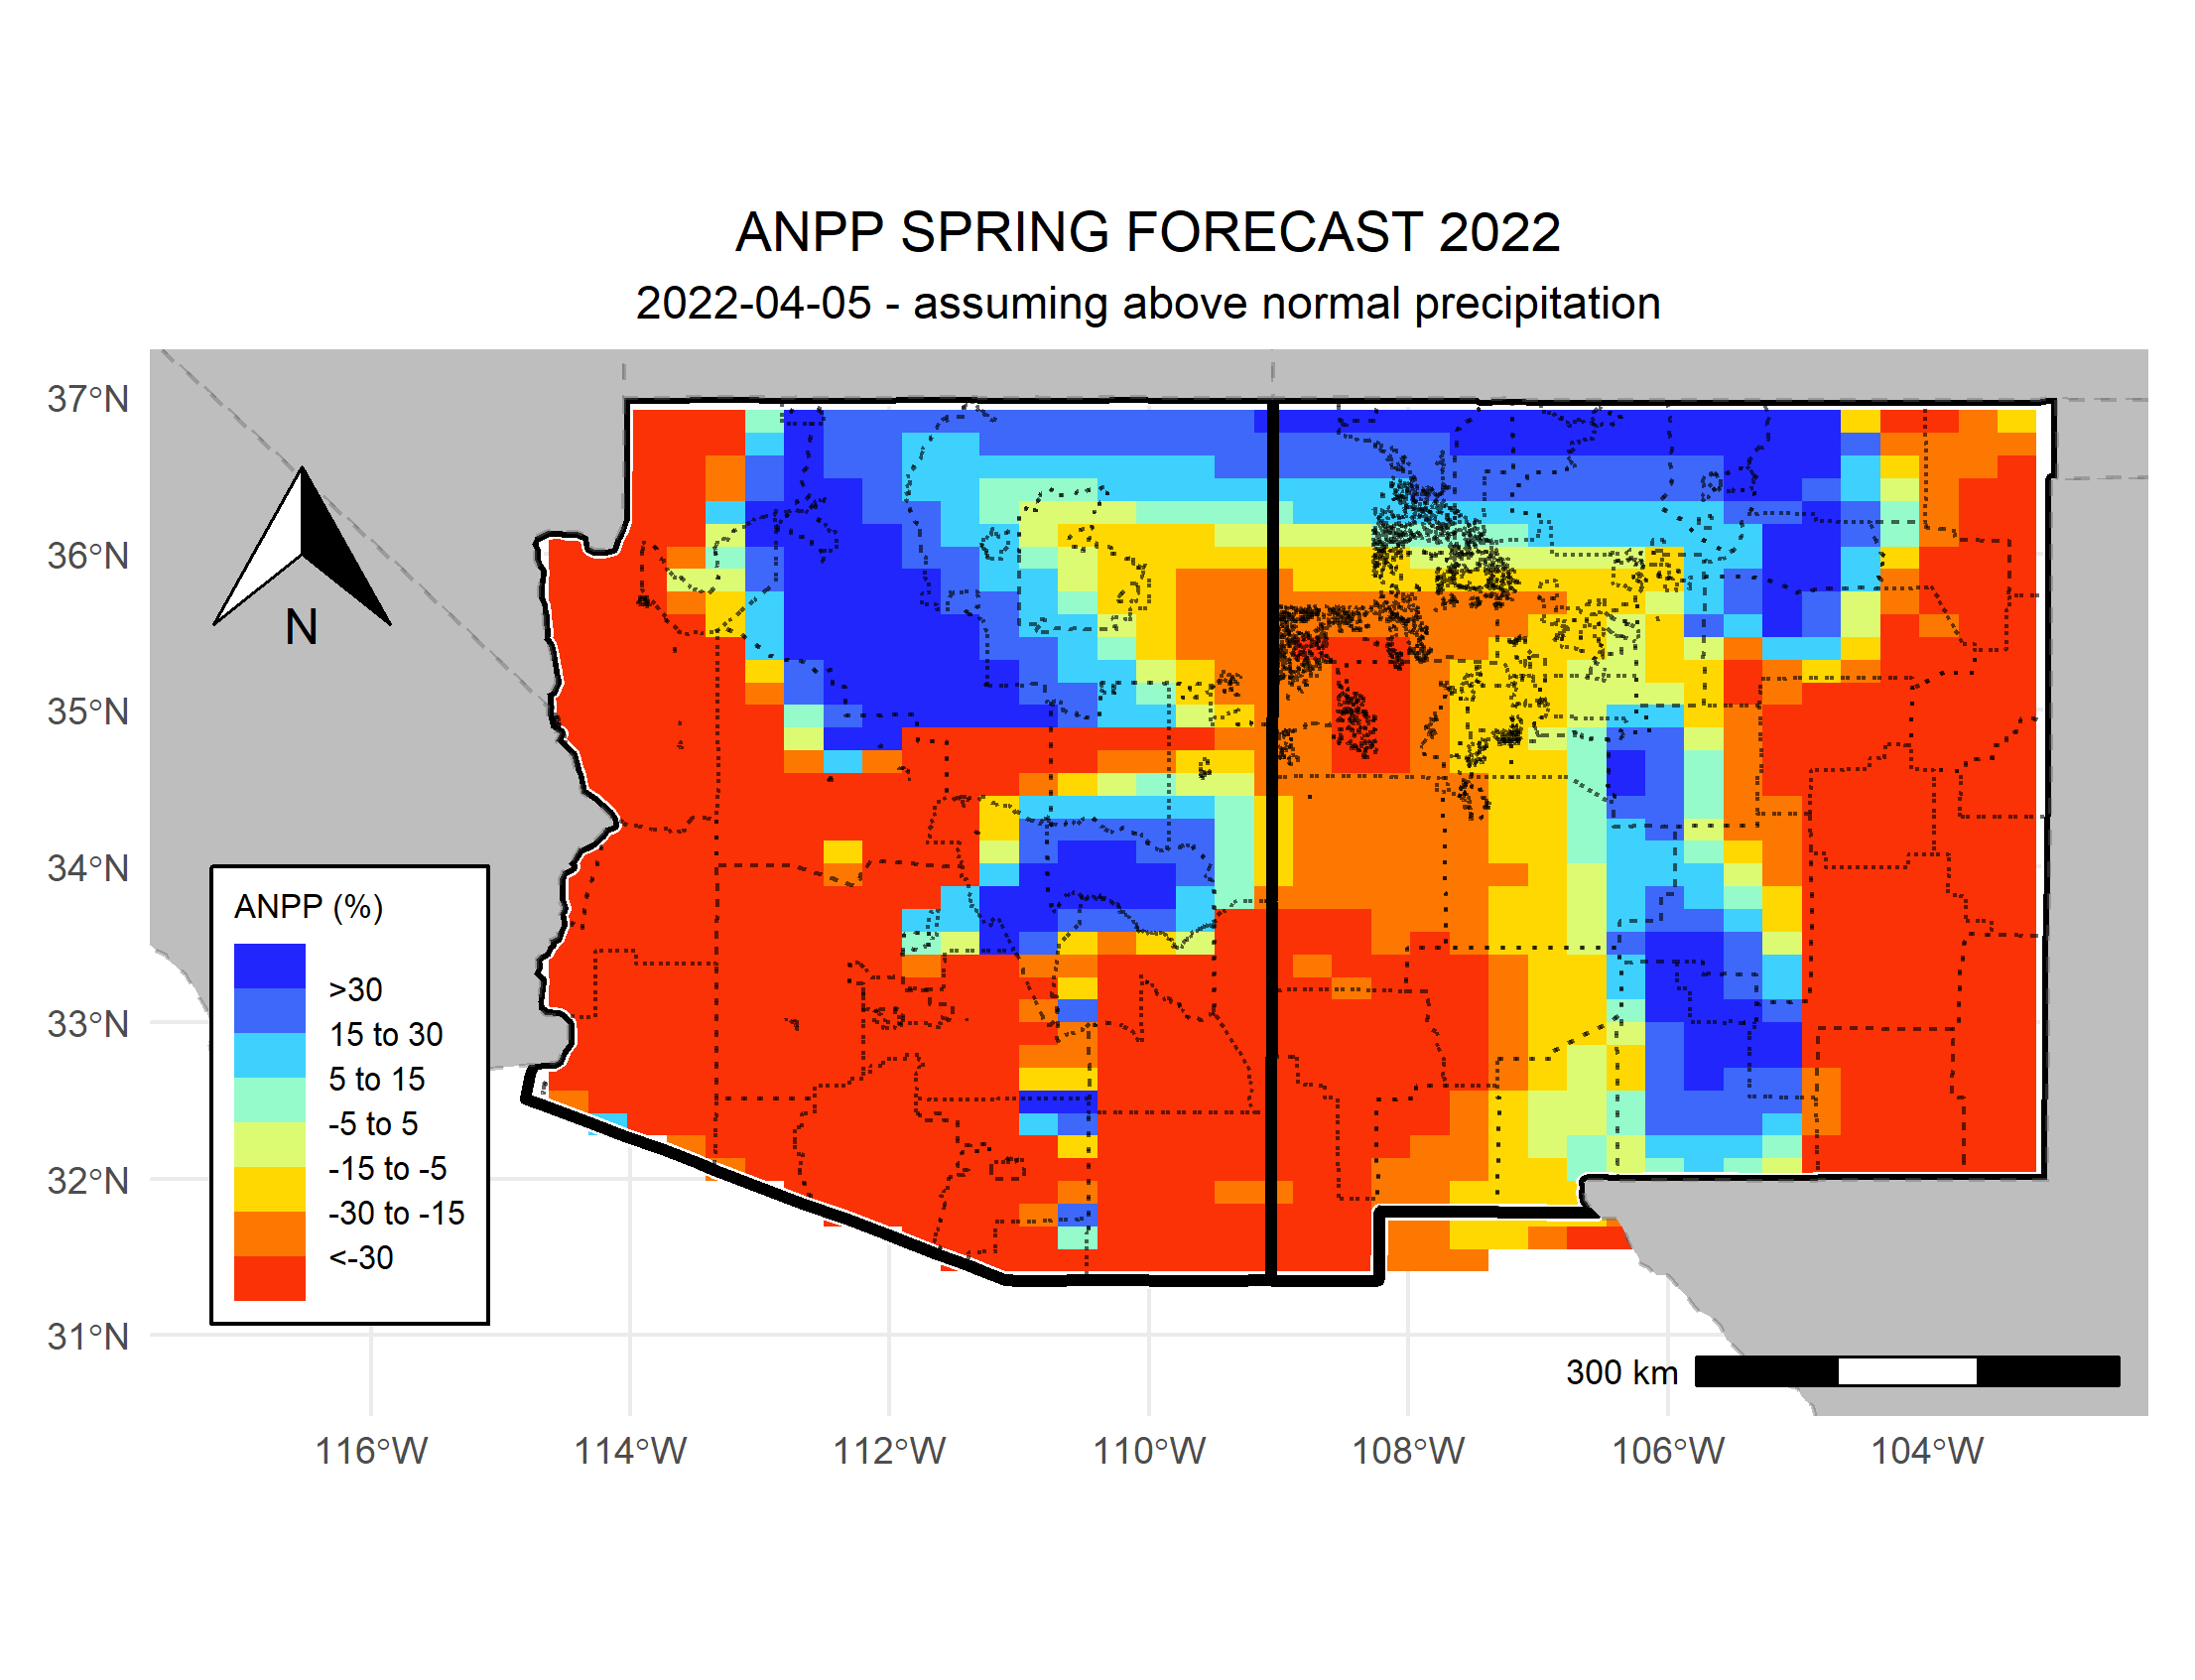 ANPP SPRING FORECAST 2022
2022-04-05 - assuming above normal precipitation
37°N
36°N
35°N
34°N
33°N
32°N
31°N
N
ANPP (%)
>30
15 to 30
5 to 15
-5 to 5
-15 to -5
-30 to -15
<-30
300 km
116°W
114°W
112°W
110°W
108°W
106°W
104°W